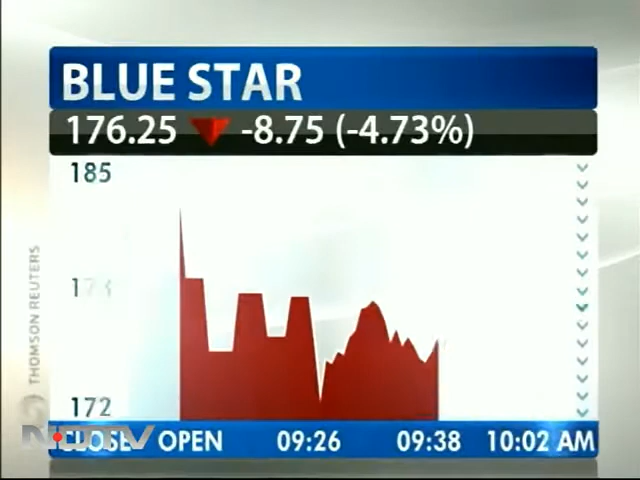 BLUE STAR
176.25 -8.75 (-4.73%)
185
172
THOMSON REUTERS
NDTV
CLOSE OPEN 09:26 09:38 10:02 AM